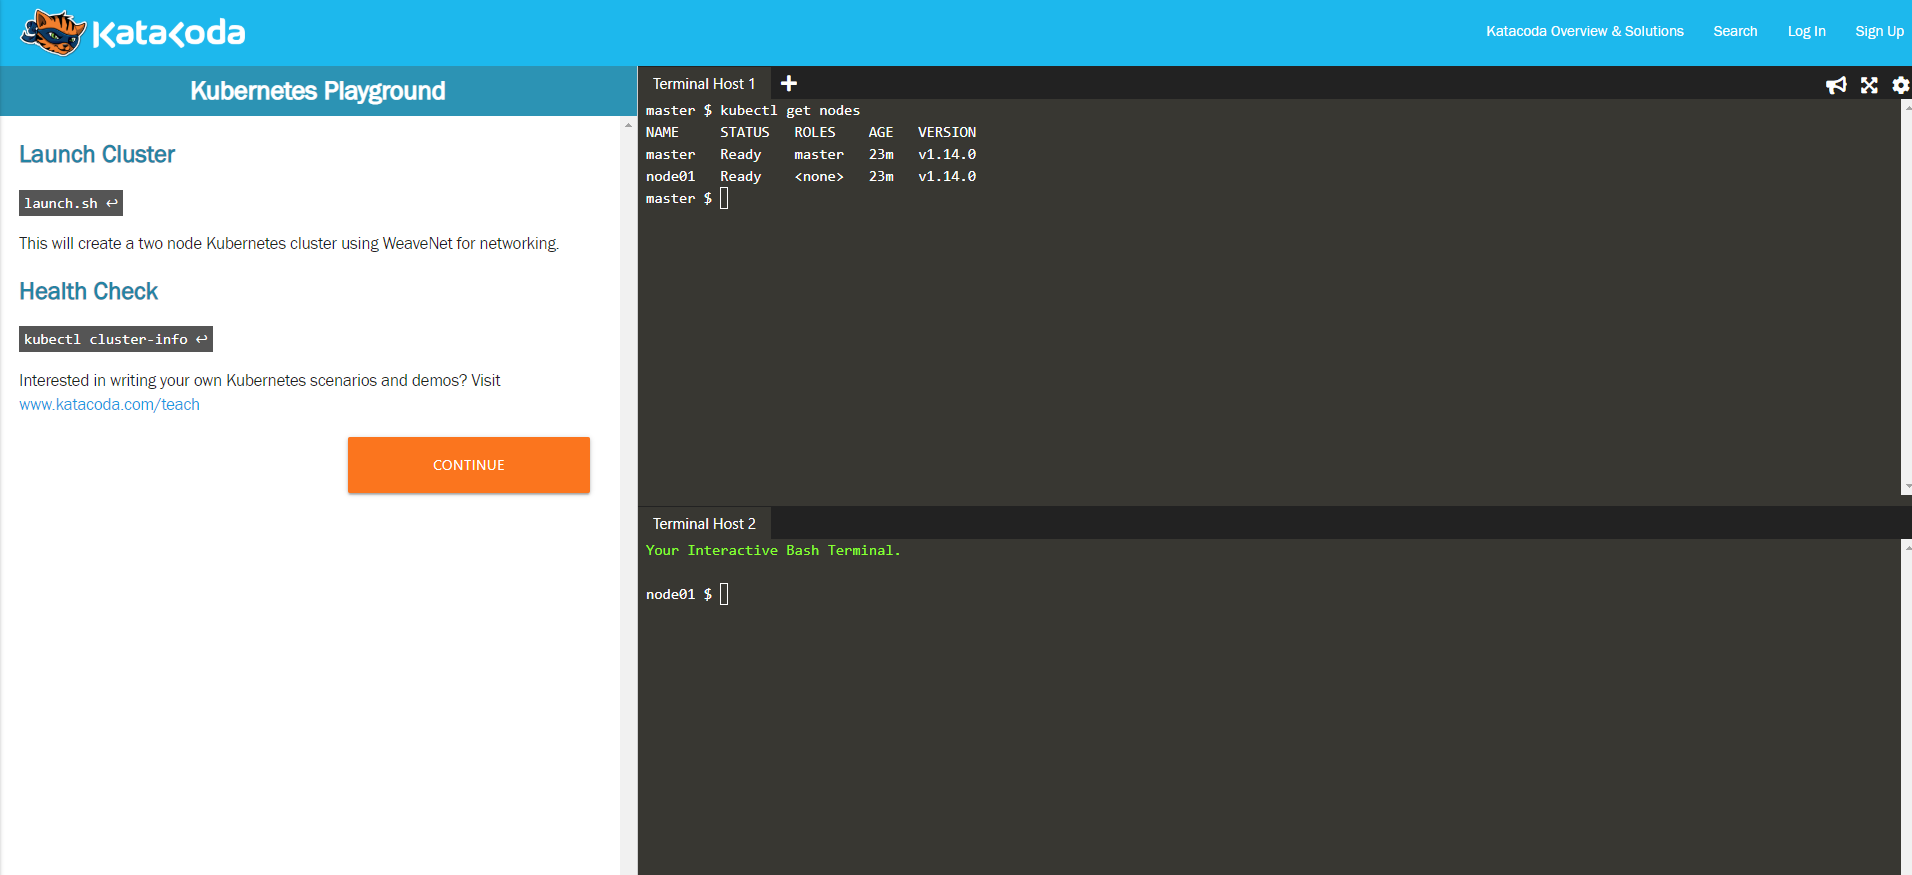 Katacoda
Katacoda Overview & Solutions Search Log In Sign Up
Kubernetes Playground
Launch Cluster
launch.sh ↩
This will create a two node Kubernetes cluster using WeaveNet for networking.
Health Check
kubectl cluster-info ↩
Interested in writing your own Kubernetes scenarios and demos? Visit
www.katacoda.com/teach
CONTINUE
Terminal Host 1
master $ kubectl get nodes
NAME STATUS ROLES AGE VERSION
master Ready master 23m v1.14.0
node01 Ready <none> 23m v1.14.0
master $
Terminal Host 2
Your Interactive Bash Terminal.
node01 $